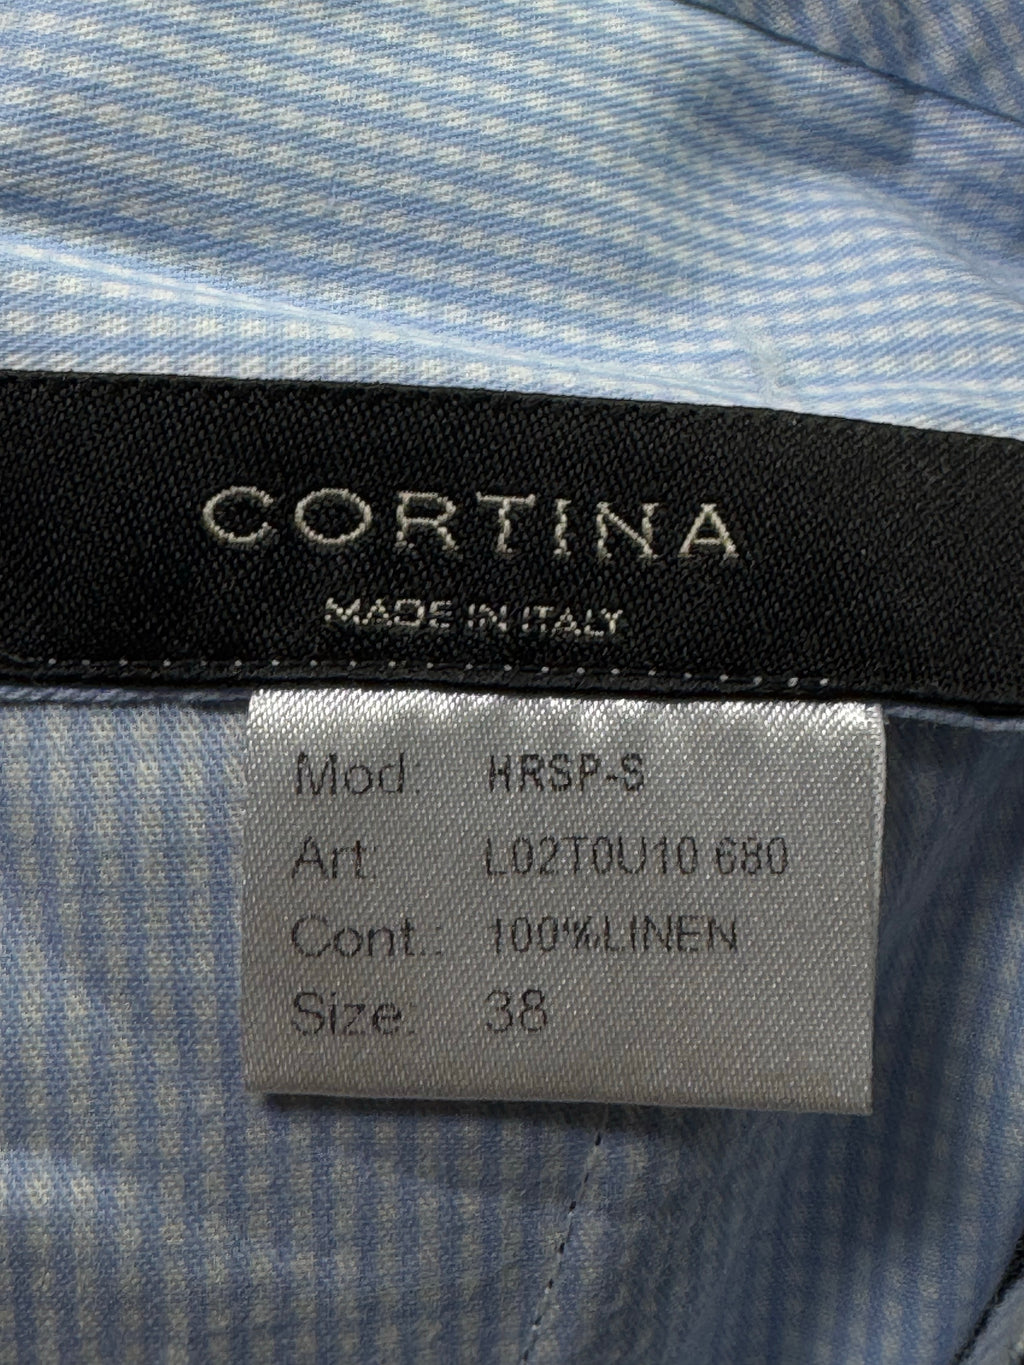 CORTINA
MADE IN ITALY
Mod: HRSP-S
Art: L02T0U10 680
Cont.: 100%LINEN
Size: 38